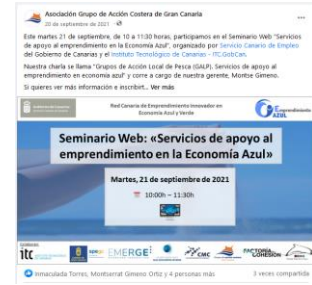 Asociación Grupo de Acción Costera de Gran Canaria
20 de septiembre de 2021
Este martes 21 de septiembre, de 10 a 11:30 horas, participamos en el Seminario Web "Servicios
de apoyo al emprendimiento en la Economía Azul", organizado por Servicio Canario de Empleo
del Gobierno de Canarias y el Instituto Tecnológico de Canarias - ITC.GobCan.
Nuestra charla se llama "Grupos de Acción Local de Pesca (GALP). Servicios de apoyo al
emprendimiento en economía azul" y corre a cargo de nuestra gerente, Montse Gimeno.
Si quieres ver más información e inscribirt... Ver más
Red Canaria de Emprendimiento Innovador en
Economía Azul y Verde
Emprendimiento
AZUL
Seminario Web: «Servicios de apoyo al
emprendimiento en la Economía Azul»
Martes, 21 de septiembre de 2021
10:00h – 11:30h
itc
EMERGE
CMC
FACTORÍA
COHESIÓN
Inmaculada Torres, Montserrat Gimeno Ortiz y 4 personas más
3 veces compartida